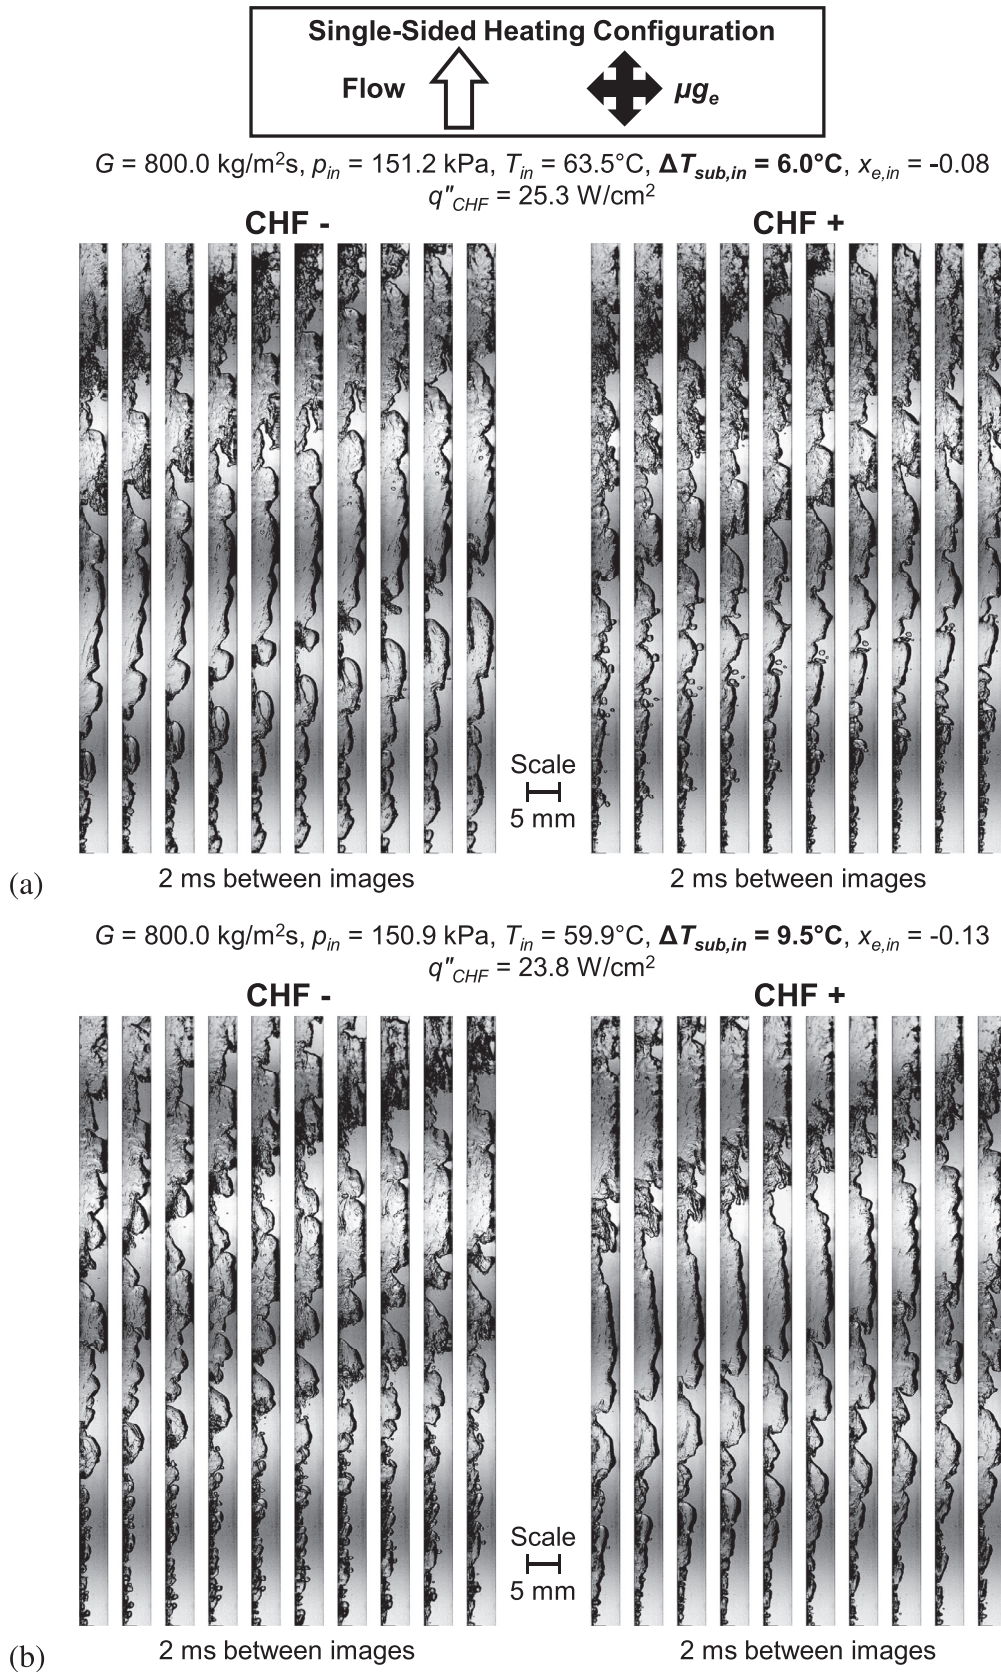 Single-Sided Heating Configuration
Flow
μgₑ
G = 800.0 kg/m²s, p_in = 151.2 kPa, T_in = 63.5°C, ΔT_sub,in = 6.0°C, x_e,in = -0.08
q″_CHF = 25.3 W/cm²
CHF -
CHF +
Scale
5 mm
2 ms between images
2 ms between images
(a)
G = 800.0 kg/m²s, p_in = 150.9 kPa, T_in = 59.9°C, ΔT_sub,in = 9.5°C, x_e,in = -0.13
q″_CHF = 23.8 W/cm²
CHF -
CHF +
Scale
5 mm
2 ms between images
2 ms between images
(b)